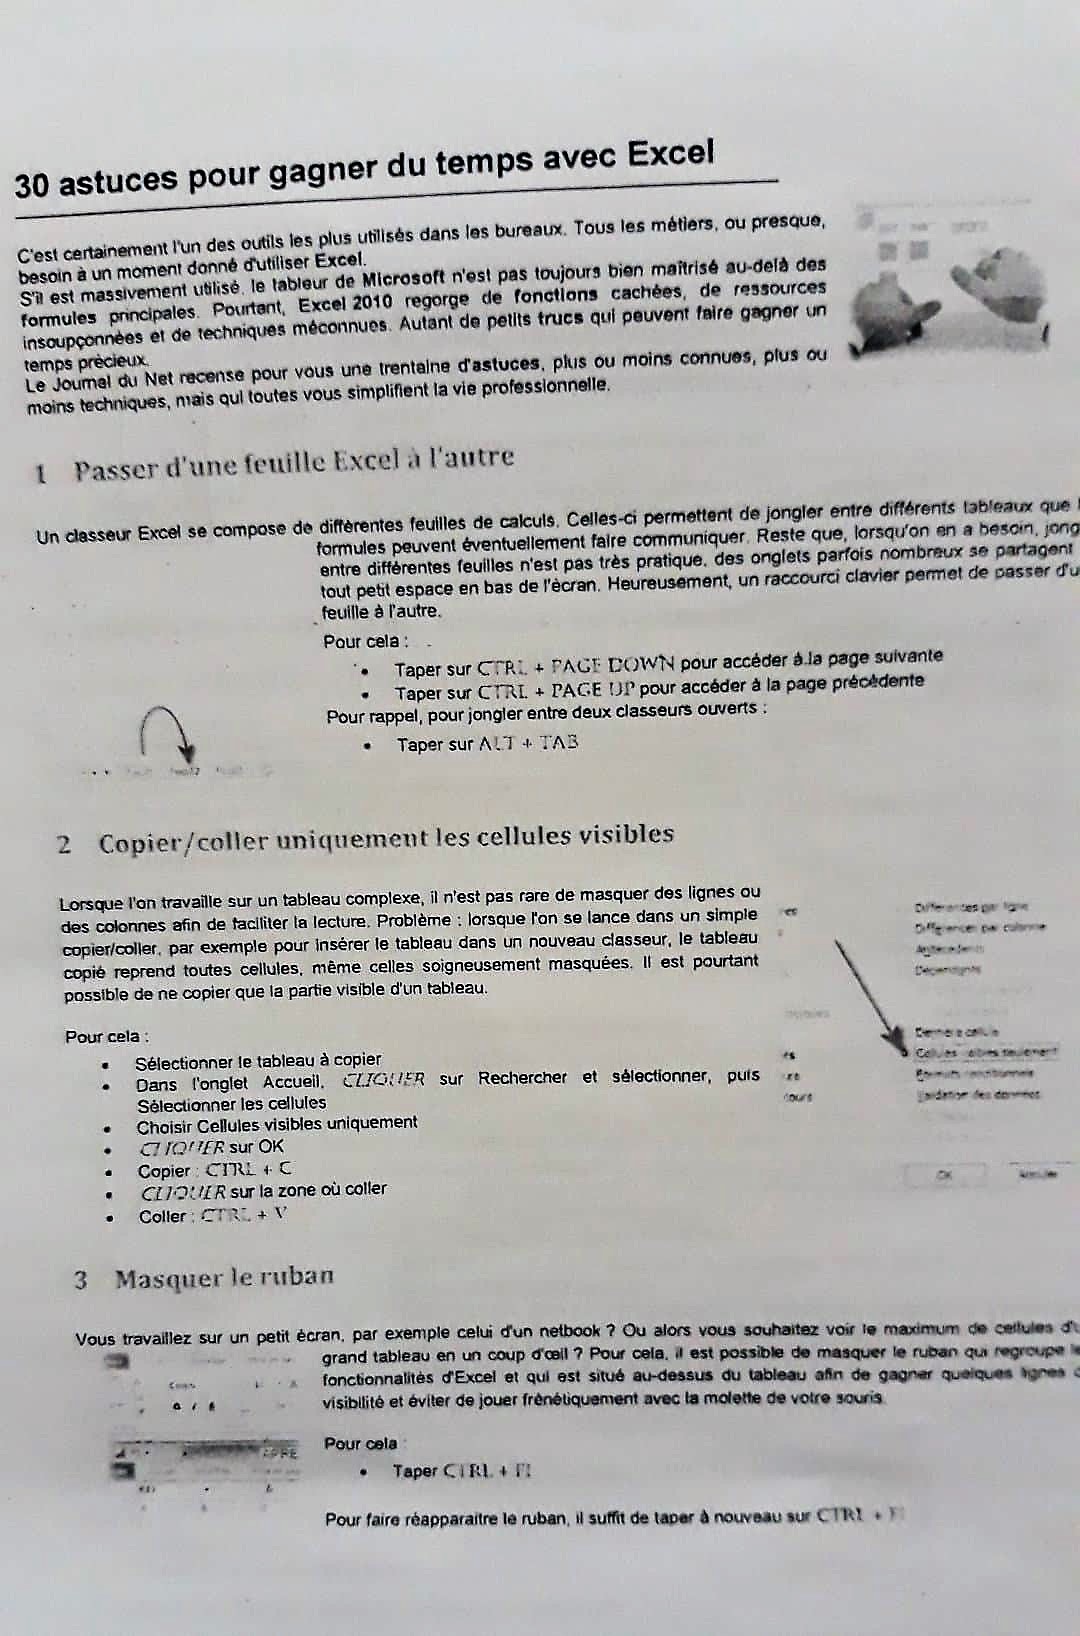 30 astuces pour gagner du temps avec Excel
C'est certainement l'un des outils les plus utilisés dans les bureaux. Tous les métiers, ou presque,
besoin à un moment donné d'utiliser Excel.
S'il est massivement utilisé, le tableur de Microsoft n'est pas toujours bien maîtrisé au-delà des
formules principales. Pourtant, Excel 2010 regorge de fonctions cachées, de ressources
insoupçonnées et de techniques méconnues. Autant de petits trucs qui peuvent faire gagner un
temps précieux.
Le Journal du Net recense pour vous une trentaine d'astuces, plus ou moins connues, plus ou
moins techniques, mais qui toutes vous simplifient la vie professionnelle.
1 Passer d'une feuille Excel à l'autre
Un classeur Excel se compose de différentes feuilles de calculs. Celles-ci permettent de jongler entre différents tableaux que
formules peuvent éventuellement faire communiquer. Reste que, lorsqu'on en a besoin, jong
entre différentes feuilles n'est pas très pratique, des onglets parfois nombreux se partagent
tout petit espace en bas de l'écran. Heureusement, un raccourci clavier permet de passer d'u
feuille à l'autre.
Pour cela :
• Taper sur CTRL + PAGE DOWN pour accéder à la page suivante
• Taper sur CTRL + PAGE UP pour accéder à la page précédente
Pour rappel, pour jongler entre deux classeurs ouverts :
• Taper sur ALT + TAB
2 Copier/coller uniquement les cellules visibles
Lorsque l'on travaille sur un tableau complexe, il n'est pas rare de masquer des lignes ou
des colonnes afin de faciliter la lecture. Problème : lorsque l'on se lance dans un simple
copier/coller, par exemple pour insérer le tableau dans un nouveau classeur, le tableau
copié reprend toutes cellules, même celles soigneusement masquées. Il est pourtant
possible de ne copier que la partie visible d'un tableau.
Différences par ligne
Différences par colonne
Antécédents
Dépendants
Dernière cellule
Cellules visibles seulement
Formats conditionnels
Validation des données
OK Annuler
Pour cela :
• Sélectionner le tableau à copier
• Dans l'onglet Accueil, CLIQUER sur Rechercher et sélectionner, puis
Sélectionner les cellules
• Choisir Cellules visibles uniquement
• CLIQUER sur OK
• Copier : CTRL + C
• CLIQUER sur la zone où coller
• Coller : CTRL + V
3 Masquer le ruban
Vous travaillez sur un petit écran, par exemple celui d'un netbook ? Ou alors vous souhaitez voir le maximum de cellules d'u
grand tableau en un coup d'œil ? Pour cela, il est possible de masquer le ruban qui regroupe le
fonctionnalités d'Excel et qui est situé au-dessus du tableau afin de gagner quelques lignes
visibilité et éviter de jouer frénétiquement avec la molette de votre souris.
Pour cela :
• Taper CTRL + F1
Pour faire réapparaitre le ruban, il suffit de taper à nouveau sur CTRL + F1